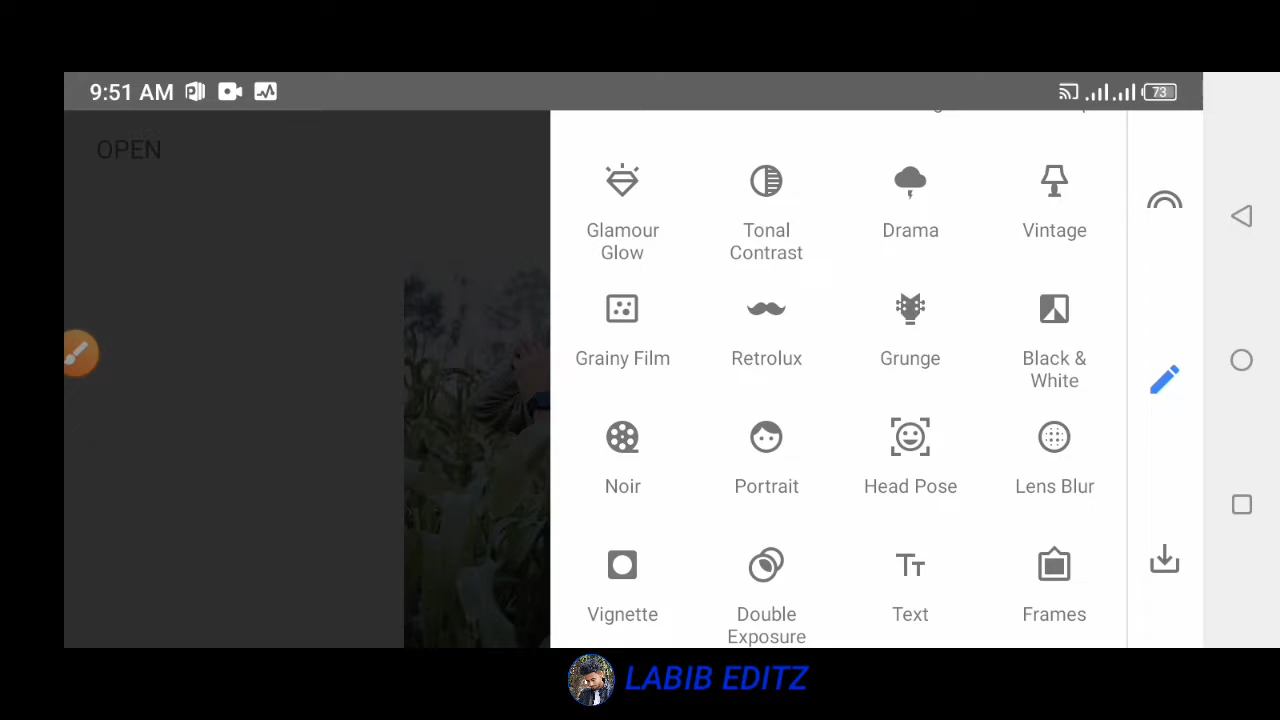 9:51 AM
73
OPEN
Glamour
Glow
Tonal
Contrast
Drama
Vintage
Grainy Film
Retrolux
Grunge
Black &
White
Noir
Portrait
Head Pose
Lens Blur
Vignette
Double
Exposure
Text
Frames
LABIB EDITZ